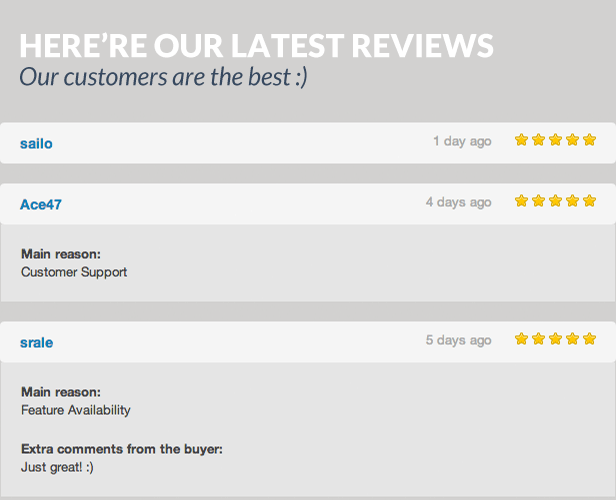 HERE'RE OUR LATEST REVIEWS
Our customers are the best :)
sailo 1 day ago
Ace47 4 days ago
Main reason:
Customer Support
srale 5 days ago
Main reason:
Feature Availability
Extra comments from the buyer:
Just great! :)